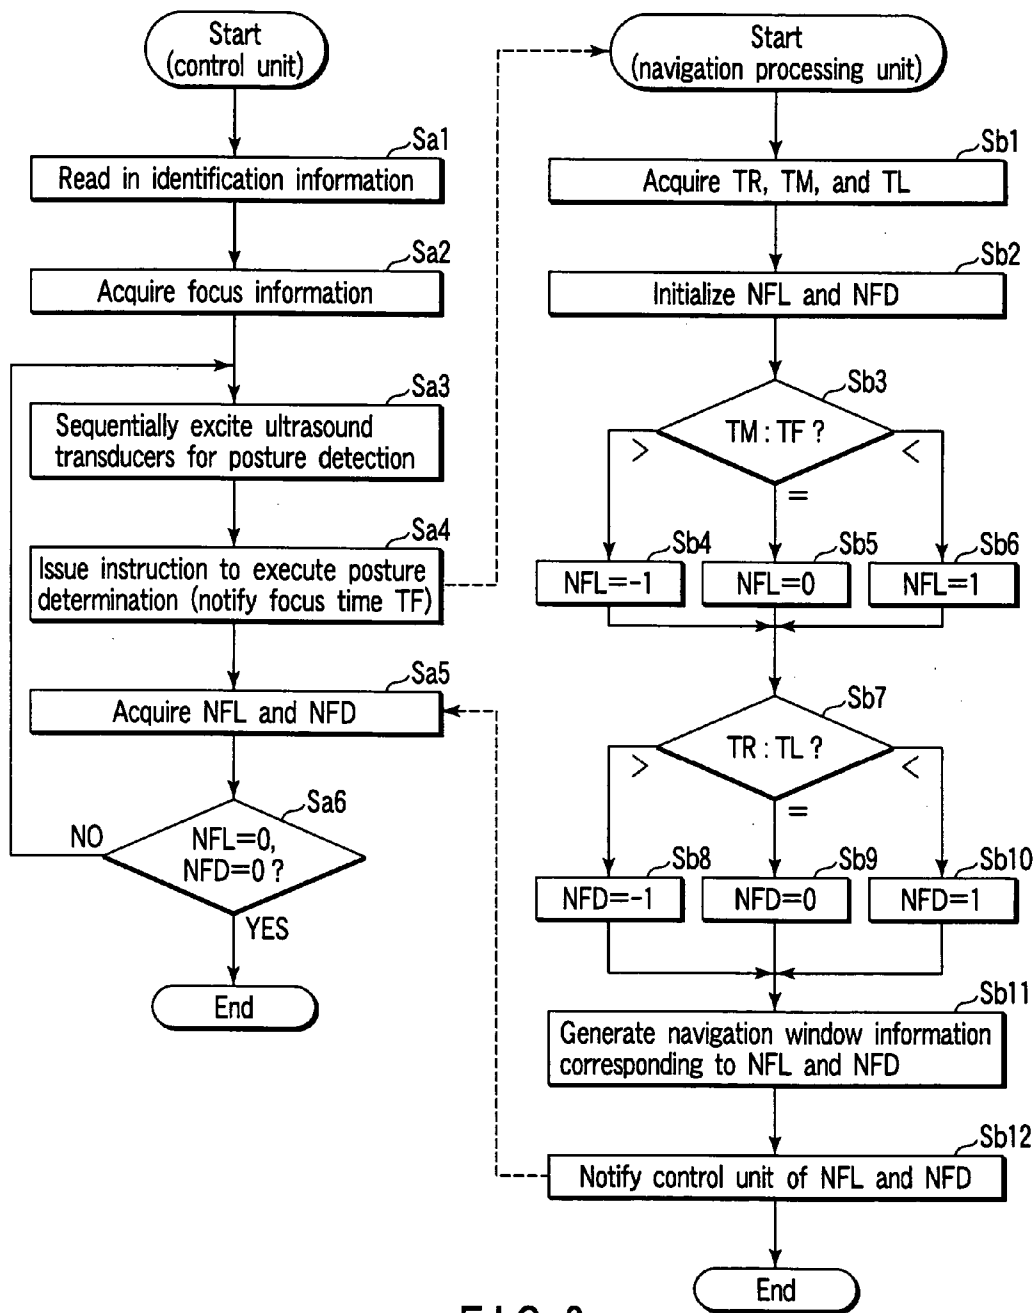 Start
(control unit)
Sa1
Read in identification information
Sa2
Acquire focus information
Sa3
Sequentially excite ultrasound
transducers for posture detection
Sa4
Issue instruction to execute posture
determination (notify focus time TF)
Sa5
Acquire NFL and NFD
Sa6
NO
NFL=0,
NFD=0?
YES
End
Start
(navigation processing unit)
Sb1
Acquire TR, TM, and TL
Sb2
Initialize NFL and NFD
Sb3
TM : TF ?
>
<
=
Sb4
NFL=-1
Sb5
NFL=0
Sb6
NFL=1
Sb7
TR : TL ?
>
<
=
Sb8
NFD=-1
Sb9
NFD=0
Sb10
NFD=1
Sb11
Generate navigation window information
corresponding to NFL and NFD
Sb12
Notify control unit of NFL and NFD
End